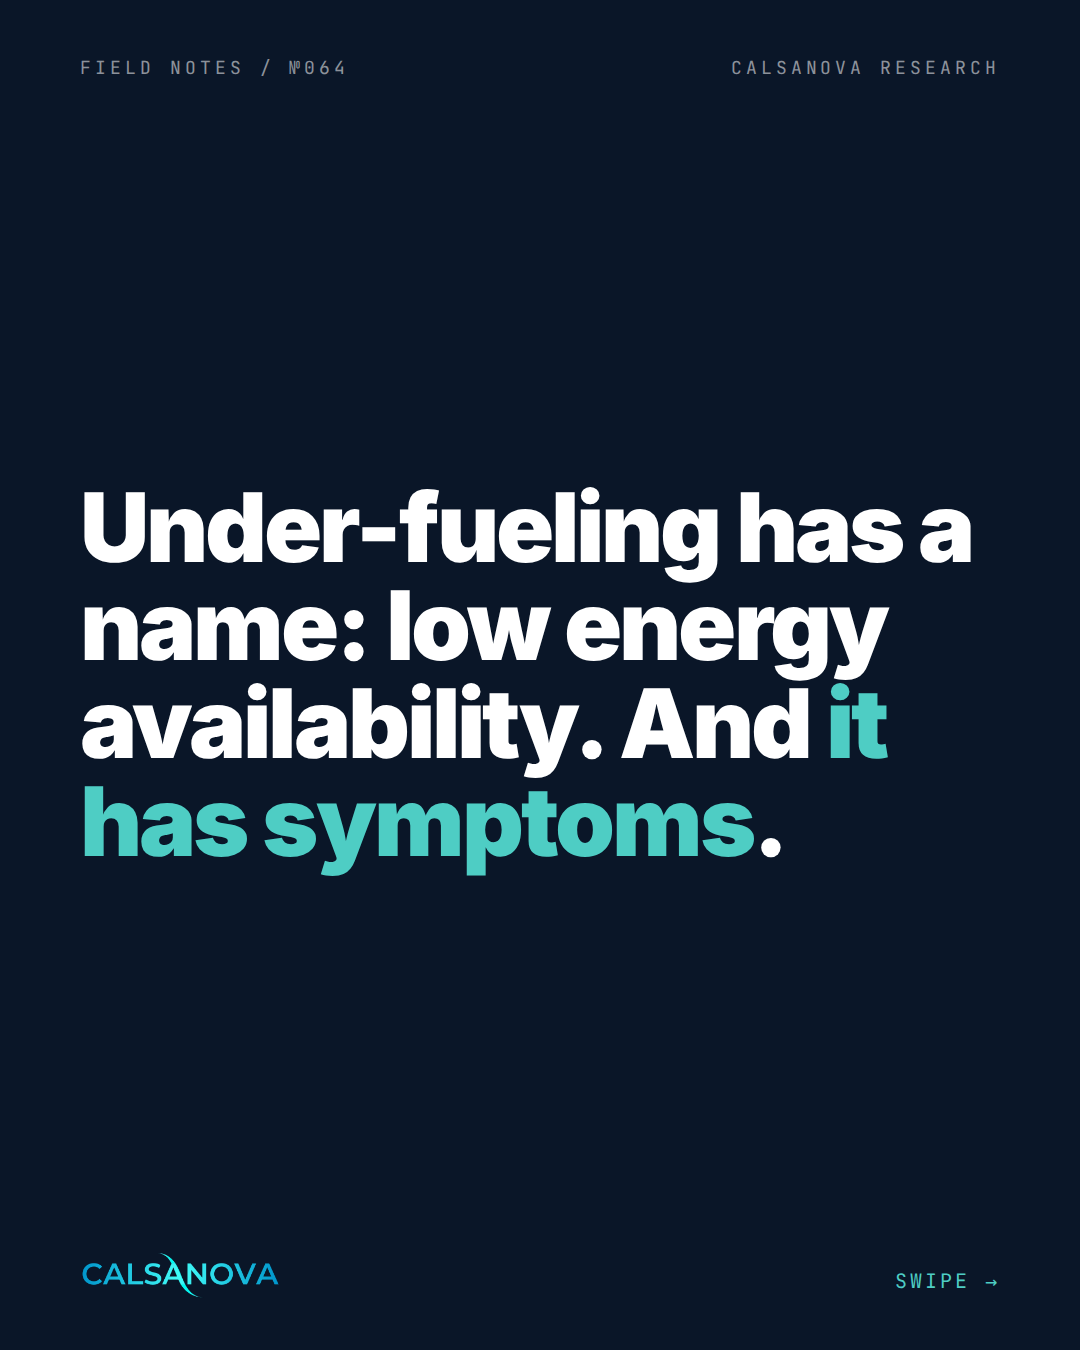 FIELD NOTES / №064
CALSANOVA RESEARCH
Under-fueling has a
name: low energy
availability. And it
has symptoms.
CALSANOVA
SWIPE →